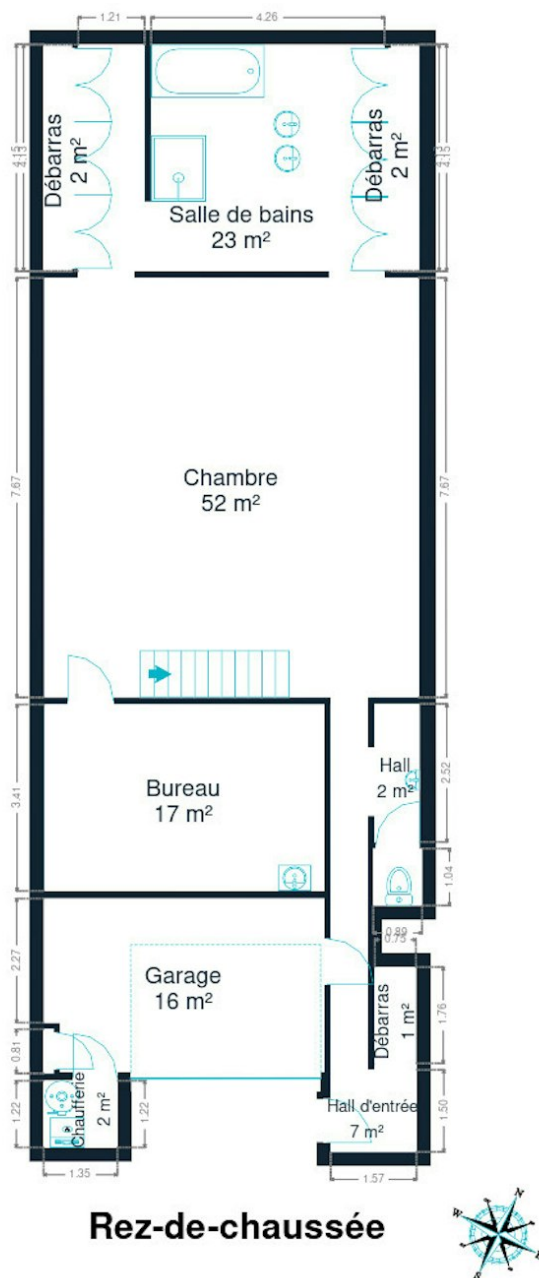 1.21
4.26
4.15
4.13
Débarras
2 m²
Débarras
2 m²
4.15
Salle de bains
23 m²
7.67
7.67
Chambre
52 m²
Bureau
17 m²
3.41
Hall
2 m²
2.52
1.04
0.89
0.75
2.27
Garage
16 m²
Débarras
1 m²
1.76
0.81
1.22
Chaufferie
2 m²
1.22
Hall d'entrée
7 m²
1.50
1.35
1.57
Rez-de-chaussée
N
W
E
S